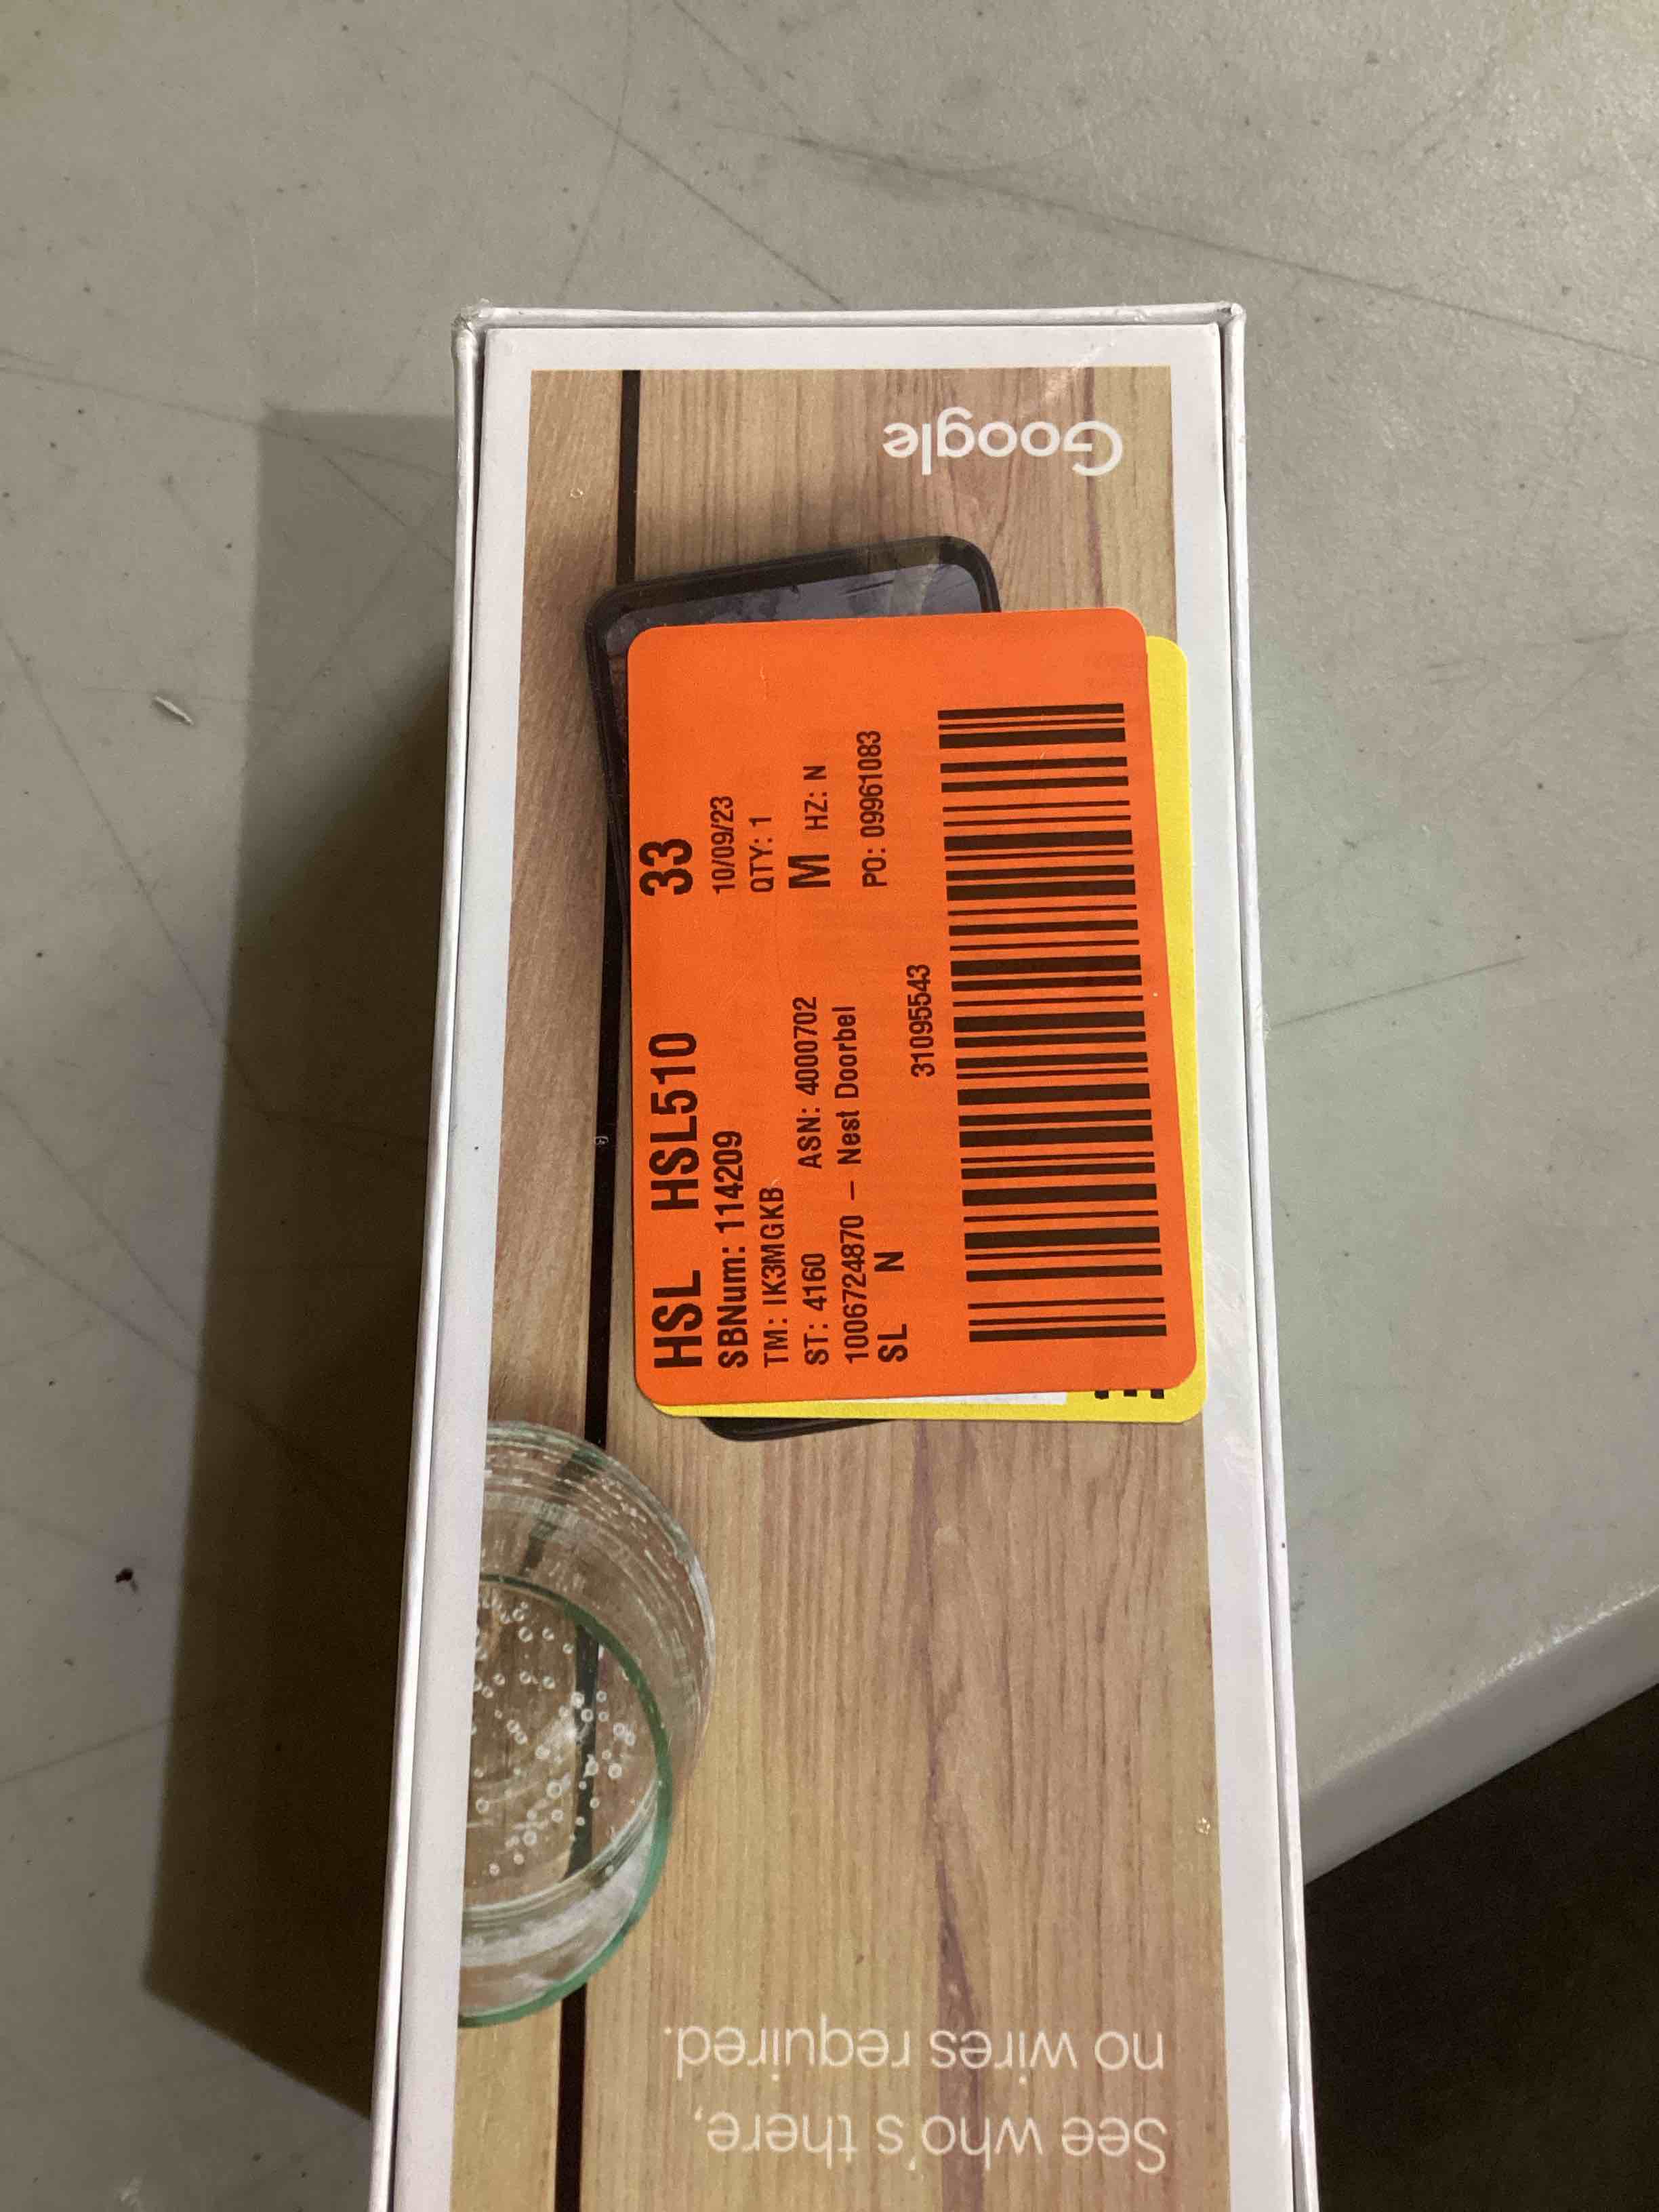 HSL HSL510 33
SBNum: 114209 10/09/23
TM: IK3MGKB QTY: 1
ST: 4160 ASN: 4000702 M HZ: N
1006724870 – Nest Doorbel
SL N PO: 09961083
31095543
See who's there,
no wires required.
Google